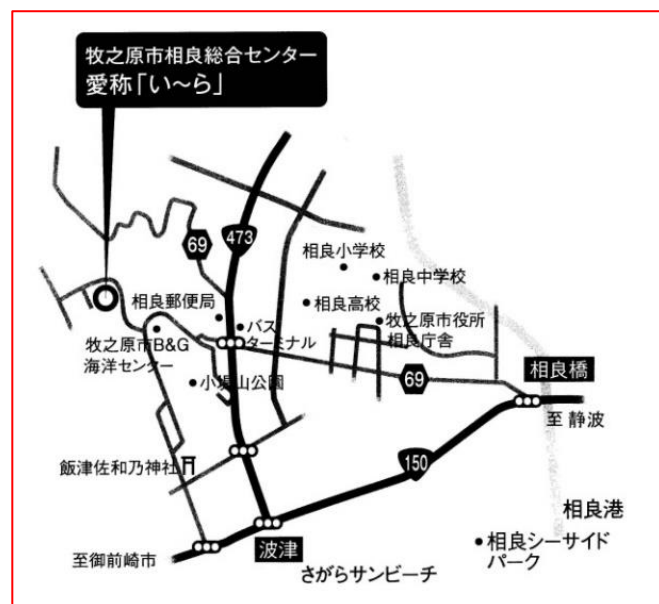 牧之原市相良総合センター
愛称「い～ら」
69
473
相良小学校
相良中学校
相良郵便局
バス
ターミナル
相良高校
牧之原市役所
相良庁舎
牧之原市B&G
海洋センター
小堤山公園
69
相良橋
至 静波
飯津佐和乃神社
150
相良港
波津
至御前崎市
さがらサンビーチ
相良シーサイド
パーク